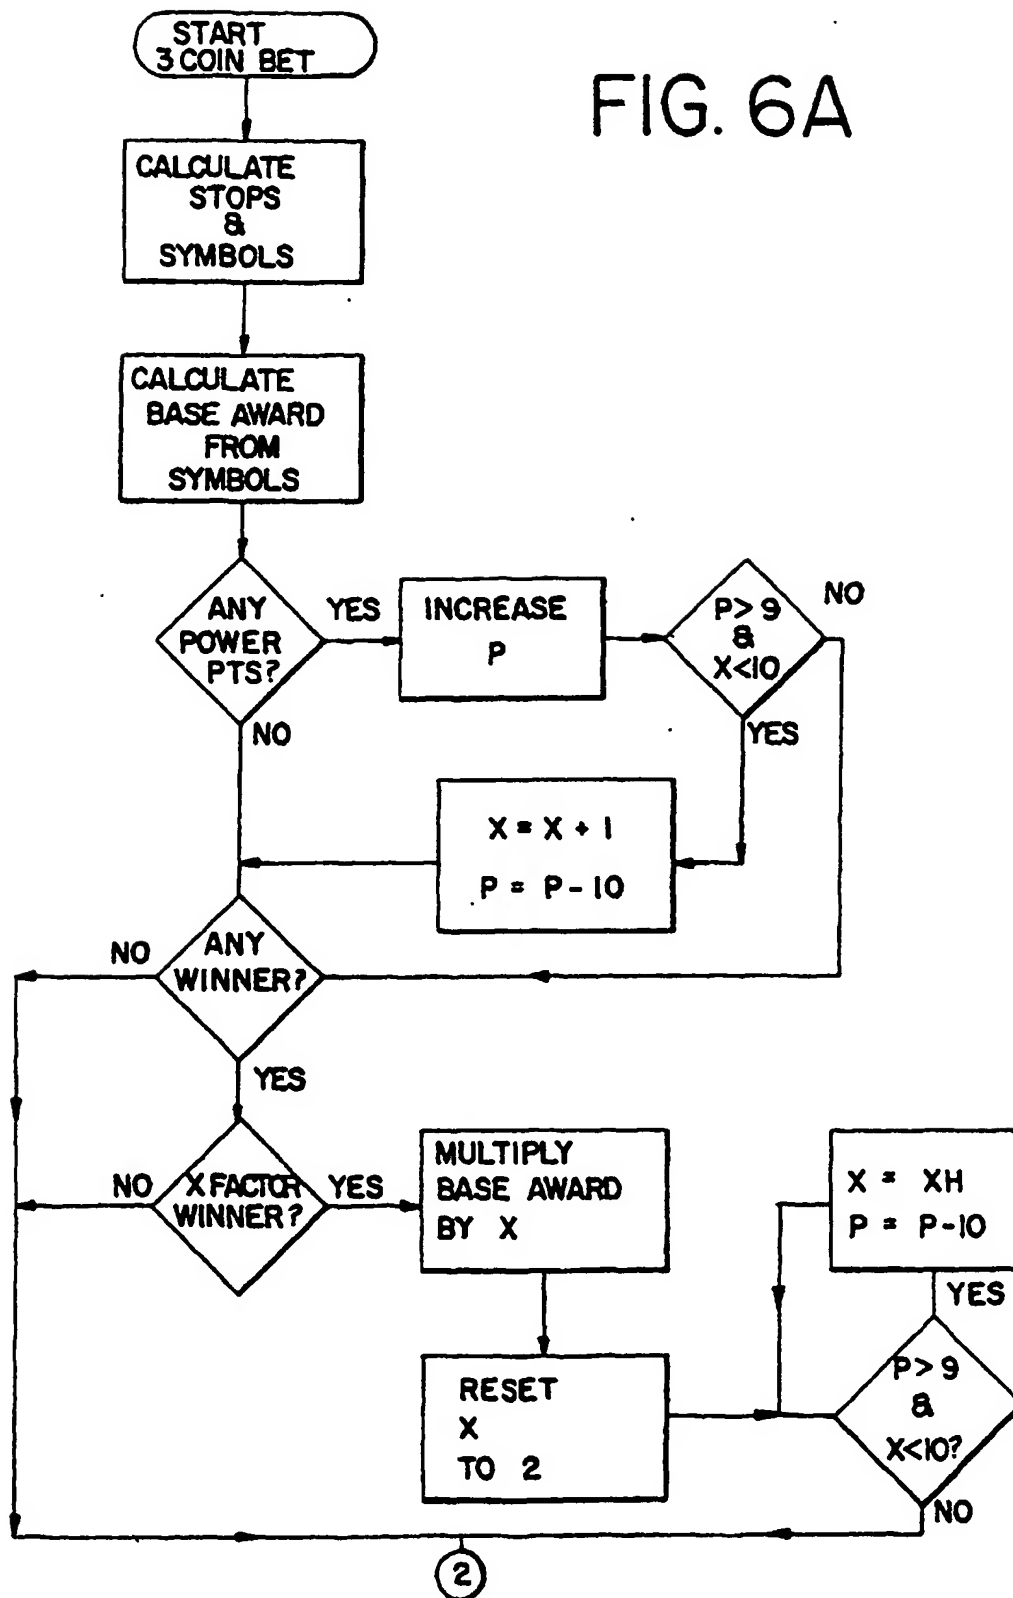 START
3 COIN BET
FIG. 6A
CALCULATE
STOPS
&
SYMBOLS
CALCULATE
BASE AWARD
FROM
SYMBOLS
ANY
POWER
PTS?
YES
NO
INCREASE
P
P>9
&
X<10
NO
YES
X = X + 1
P = P - 10
ANY
WINNER?
NO
YES
X FACTOR
WINNER?
NO
YES
MULTIPLY
BASE AWARD
BY X
RESET
X
TO 2
X = XH
P = P-10
YES
P>9
&
X<10?
NO
2